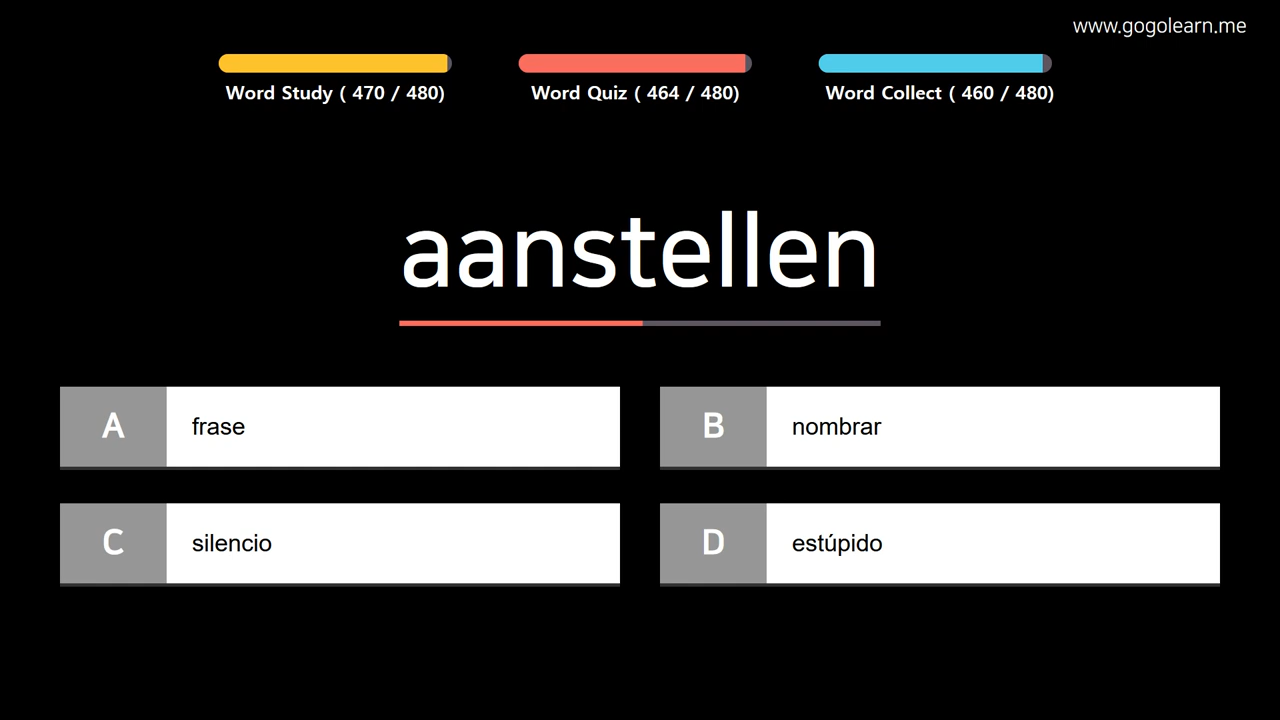 www.gogolearn.me
Word Study ( 470 / 480)
Word Quiz ( 464 / 480)
Word Collect ( 460 / 480)
aanstellen
A frase
B nombrar
C silencio
D estúpido